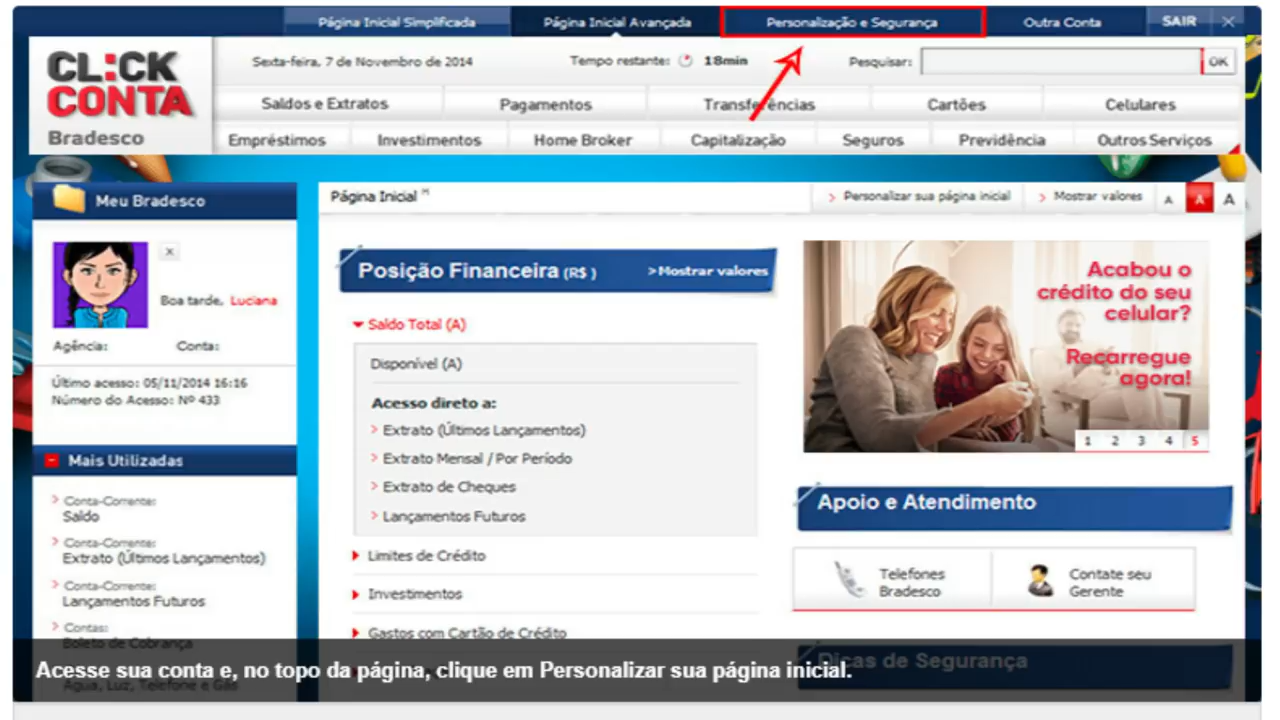 Página Inicial Simplificada
Página Inicial Avançada
Personalização e Segurança
Outra Conta
SAIR
CL:CK
CONTA
Bradesco
Sexta-feira, 7 de Novembro de 2014
Tempo restante: 18min
Pesquisar:
OK
Saldos e Extratos
Pagamentos
Transferências
Cartões
Celulares
Empréstimos
Investimentos
Home Broker
Capitalização
Seguros
Previdência
Outros Serviços
Meu Bradesco
Boa tarde, Luciana
Agência: Conta:
Último acesso: 05/11/2014 16:16
Número do Acesso: Nº 433
Mais Utilizadas
Conta-Corrente:
Saldo
Conta-Corrente:
Extrato (Últimos Lançamentos)
Conta-Corrente:
Lançamentos Futuros
Contas:
Boleto de Cobrança
Água, Luz, Telefone e Gás
Página Inicial
> Personalizar sua página inicial
> Mostrar valores
A A A
Posição Financeira (R$ )
>Mostrar valores
Saldo Total (A)
Disponível (A)
Acesso direto a:
> Extrato (Últimos Lançamentos)
> Extrato Mensal / Por Período
> Extrato de Cheques
> Lançamentos Futuros
Limites de Crédito
Investimentos
Gastos com Cartão de Crédito
Acabou o
crédito do seu
celular?
Recarregue
agora!
1 2 3 4 5
Apoio e Atendimento
Telefones
Bradesco
Contate seu
Gerente
Dicas de Segurança
Acesse sua conta e, no topo da página, clique em Personalizar sua página inicial.